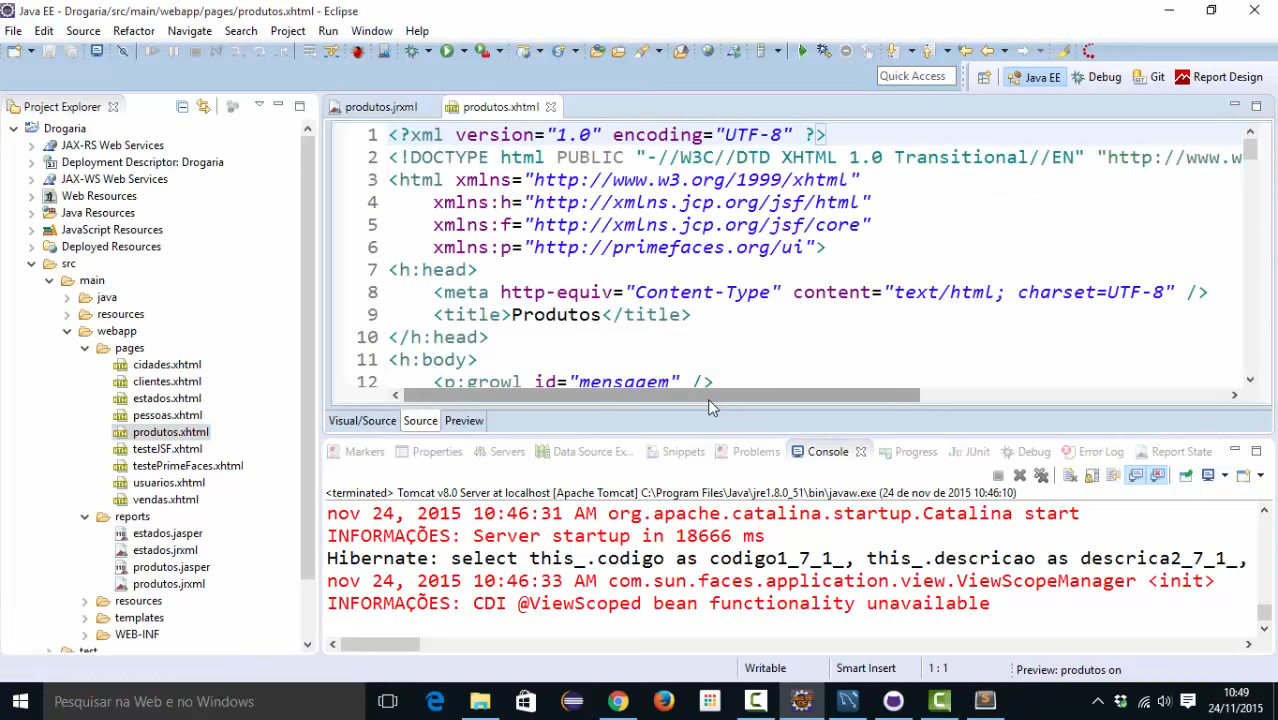 Java EE - Drogaria/src/main/webapp/pages/produtos.xhtml - Eclipse
File Edit Source Refactor Navigate Search Project Run Window Help
Quick Access
Java EE Debug Git Report Design
Project Explorer
Drogaria
JAX-RS Web Services
Deployment Descriptor: Drogaria
JAX-WS Web Services
Web Resources
Java Resources
JavaScript Resources
Deployed Resources
src
main
java
resources
webapp
pages
cidades.xhtml
clientes.xhtml
estados.xhtml
pessoas.xhtml
produtos.xhtml
testeJSF.xhtml
testePrimeFaces.xhtml
usuarios.xhtml
vendas.xhtml
reports
estados.jasper
estados.jrxml
produtos.jasper
produtos.jrxml
resources
templates
WEB-INF
test
produtos.jrxml produtos.xhtml
1 <?xml version="1.0" encoding="UTF-8" ?>
2 <!DOCTYPE html PUBLIC "-//W3C//DTD XHTML 1.0 Transitional//EN" "http://www.w
3 <html xmlns="http://www.w3.org/1999/xhtml"
4 xmlns:h="http://xmlns.jcp.org/jsf/html"
5 xmlns:f="http://xmlns.jcp.org/jsf/core"
6 xmlns:p="http://primefaces.org/ui">
7 <h:head>
8 <meta http-equiv="Content-Type" content="text/html; charset=UTF-8" />
9 <title>Produtos</title>
10 </h:head>
11 <h:body>
12 <p:growl id="mensagem" />
Visual/Source Source Preview
Markers Properties Servers Data Source Ex... Snippets Problems Console Progress JUnit Debug Error Log Report State
<terminated> Tomcat v8.0 Server at localhost [Apache Tomcat] C:\Program Files\Java\jre1.8.0_51\bin\javaw.exe (24 de nov de 2015 10:46:10)
nov 24, 2015 10:46:31 AM org.apache.catalina.startup.Catalina start
INFORMAÇÕES: Server startup in 18666 ms
Hibernate: select this_.codigo as codigo1_7_1_, this_.descricao as descrica2_7_1_,
nov 24, 2015 10:46:33 AM com.sun.faces.application.view.ViewScopeManager <init>
INFORMAÇÕES: CDI @ViewScoped bean functionality unavailable
Writable Smart Insert 1 : 1 Preview: produtos on
Pesquisar na Web e no Windows
10:49
24/11/2015